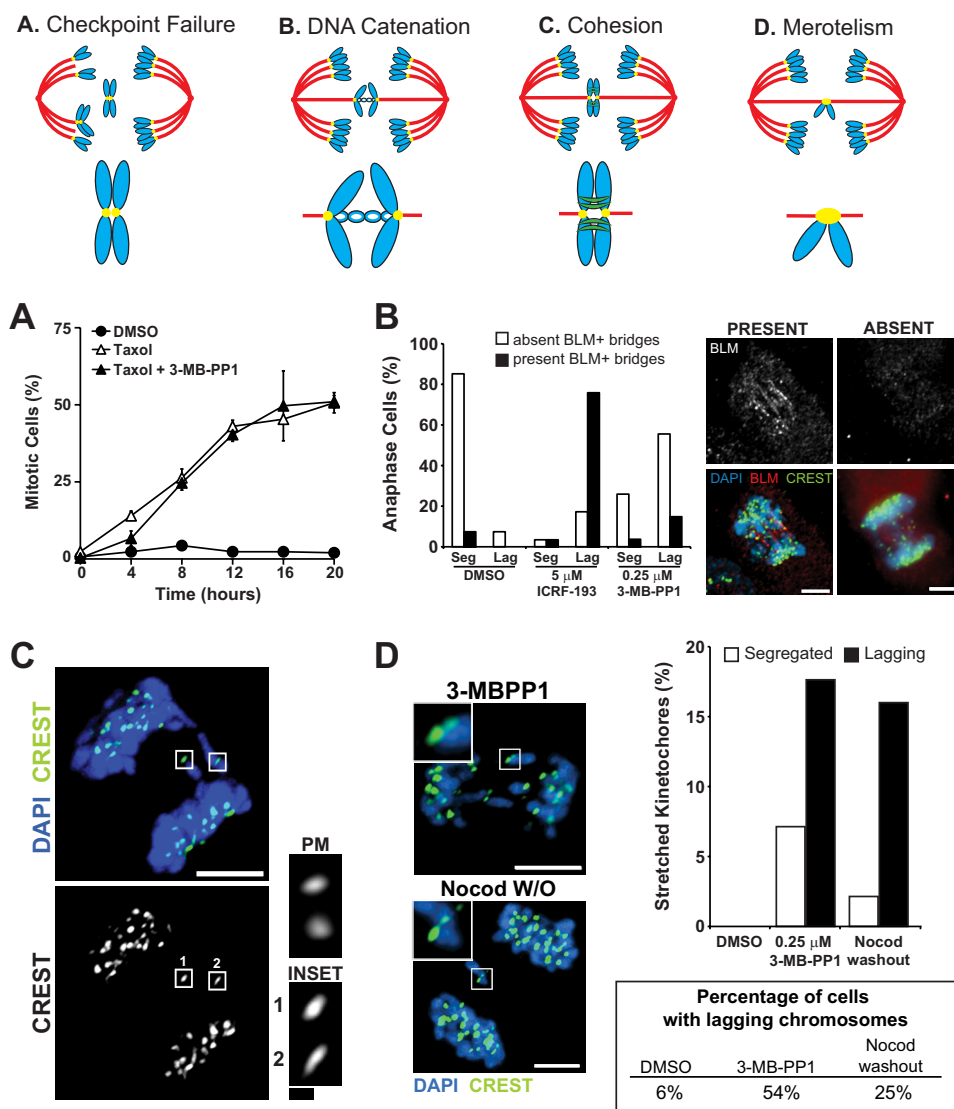 A. Checkpoint Failure
B. DNA Catenation
C. Cohesion
D. Merotelism
A
DMSO
Taxol
Taxol + 3-MB-PP1
Mitotic Cells (%)
75
50
25
0
0 4 8 12 16 20
Time (hours)
B
absent BLM+ bridges
present BLM+ bridges
Anaphase Cells (%)
100
80
60
40
20
0
Seg Lag Seg Lag Seg Lag
DMSO
5 μM
ICRF-193
0.25 μM
3-MB-PP1
PRESENT
ABSENT
BLM
DAPI BLM CREST
C
DAPI CREST
CREST
1
2
PM
INSET
1
2
D
3-MBPP1
Nocod W/O
DAPI CREST
Segregated
Lagging
Stretched Kinetochores (%)
20
15
10
5
0
DMSO
0.25 μM
3-MB-PP1
Nocod
washout
Percentage of cells
with lagging chromosomes
DMSO
3-MB-PP1
Nocod
washout
6% 54% 25%